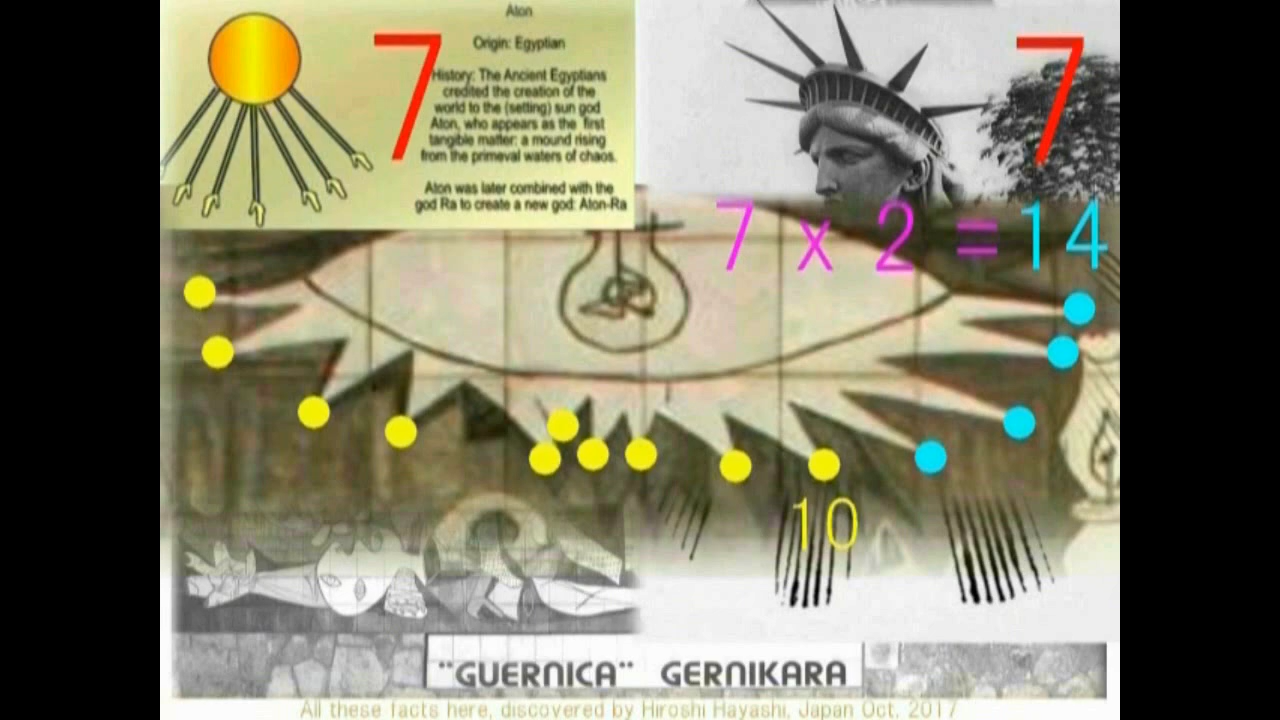 Aton
Origin: Egyptian
History: The Ancient Egyptians
credited the creation of the
world to the (setting) sun god
Aton, who appears as the first
tangible matter: a mound rising
from the primeval waters of chaos.
Aton was later combined with the
god Ra to create a new god: Aton-Ra
7
7
7 x 2 = 14
10
"GUERNICA" GERNIKARA
All these facts here, discovered by Hiroshi Hayashi, Japan Oct. 2017